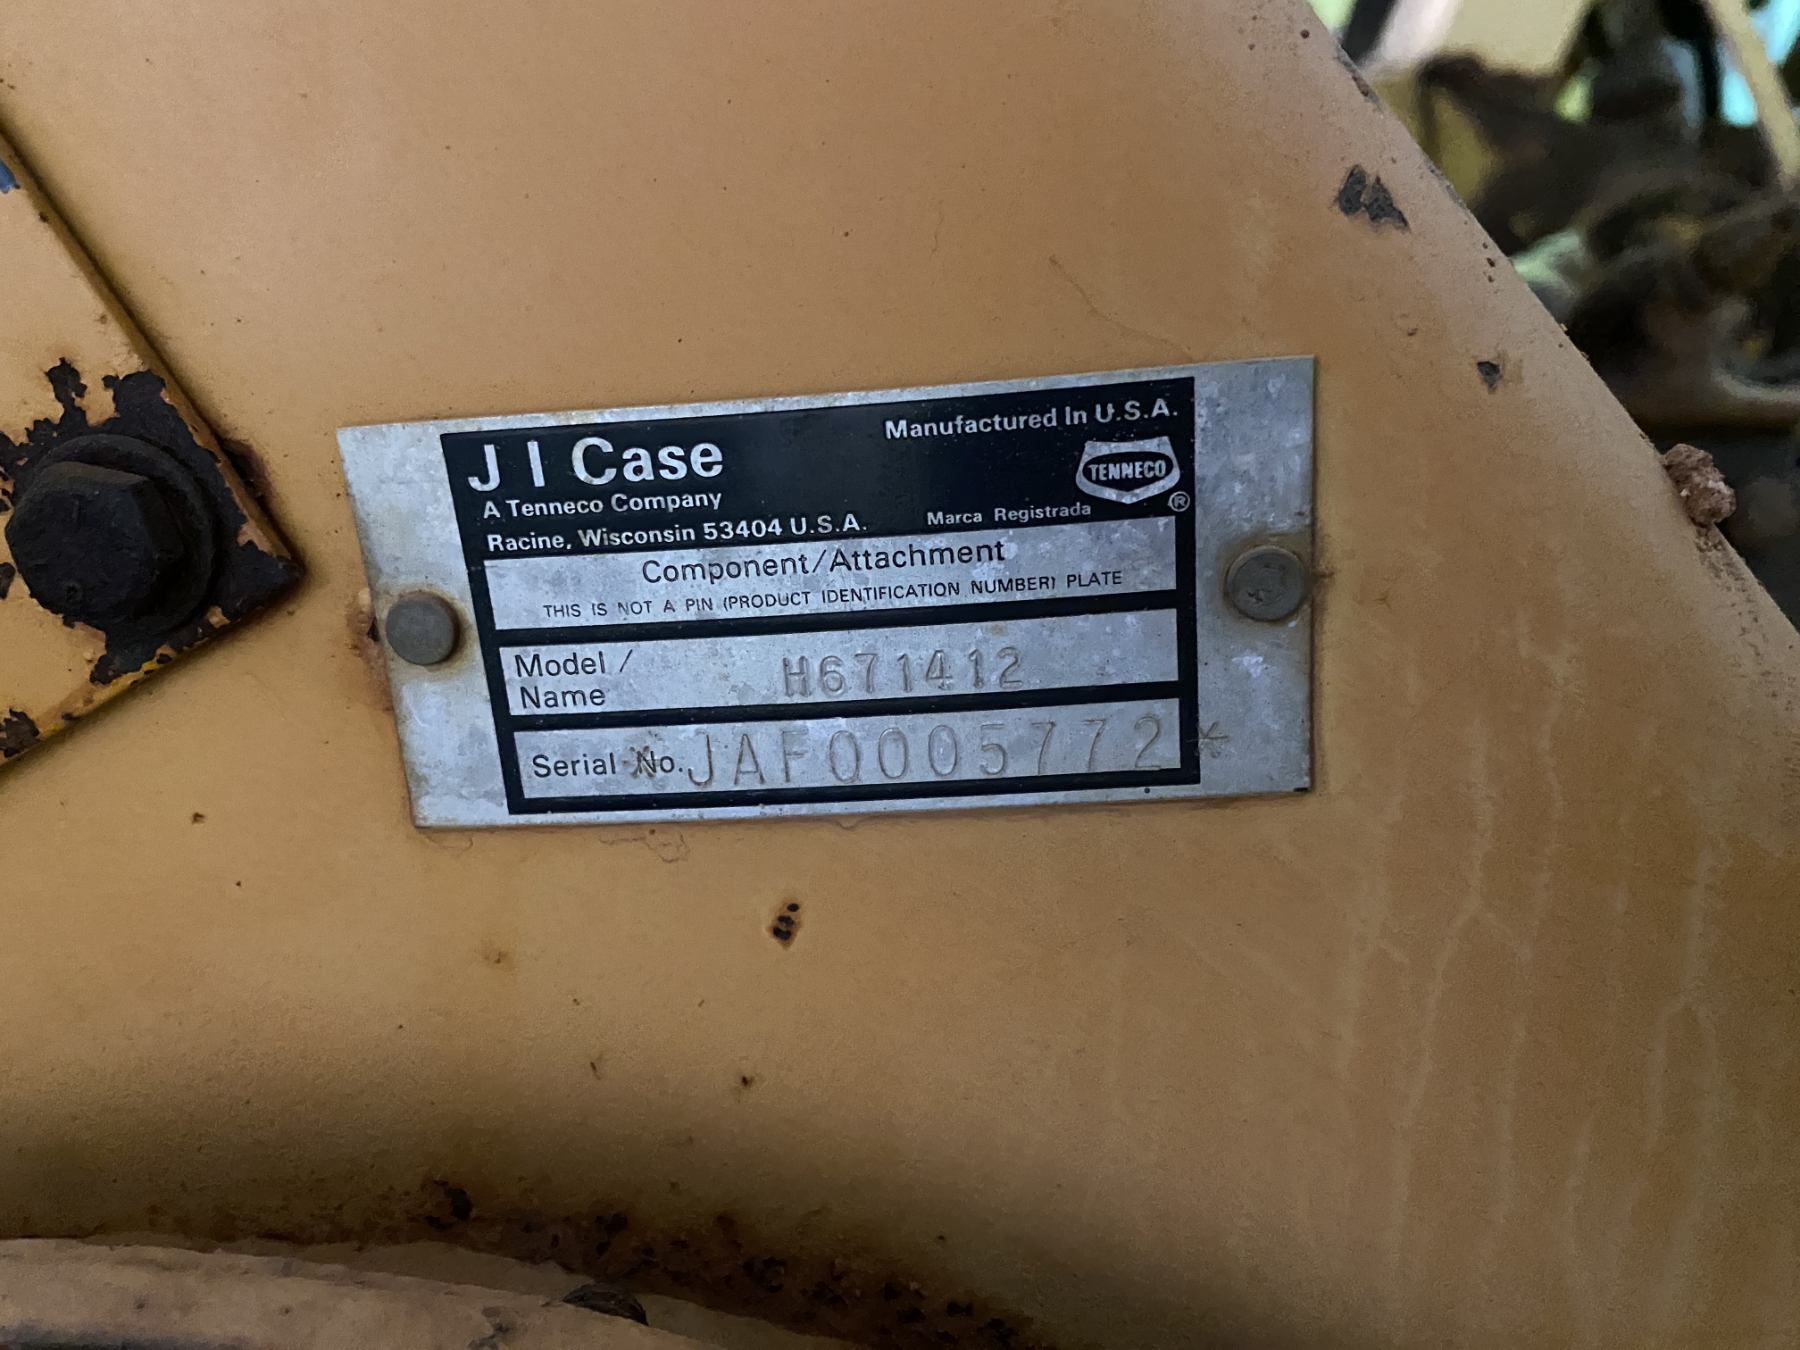 J I Case
Manufactured In U.S.A.
A Tenneco Company
TENNECO
®
Racine, Wisconsin 53404 U.S.A.
Marca Registrada
Component/Attachment
THIS IS NOT A PIN (PRODUCT IDENTIFICATION NUMBER) PLATE
Model / Name
H671412
Serial No. *JAF0005772*